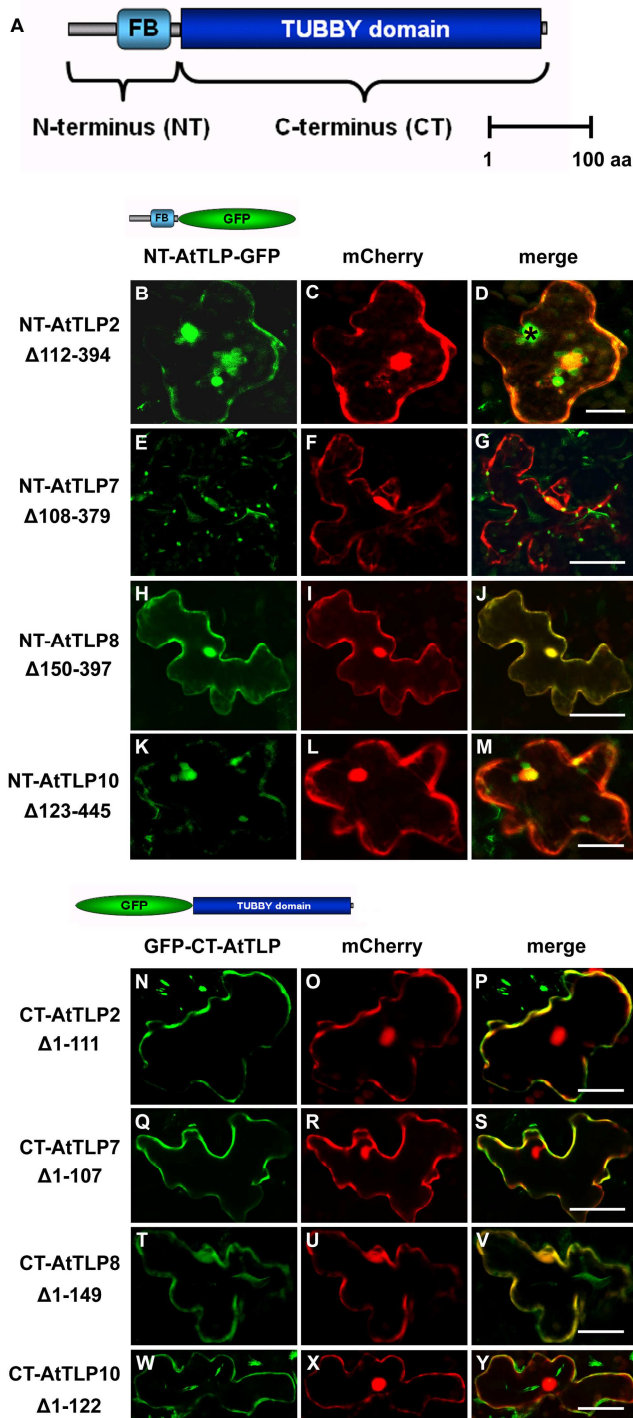 A
FB
TUBBY domain
N-terminus (NT)
C-terminus (CT)
1
100 aa
FB
GFP
NT-AtTLP-GFP
mCherry
merge
NT-AtTLP2
Δ112-394
B
C
D
*
NT-AtTLP7
Δ108-379
E
F
G
NT-AtTLP8
Δ150-397
H
I
J
NT-AtTLP10
Δ123-445
K
L
M
GFP
TUBBY domain
GFP-CT-AtTLP
mCherry
merge
CT-AtTLP2
Δ1-111
N
O
P
CT-AtTLP7
Δ1-107
Q
R
S
CT-AtTLP8
Δ1-149
T
U
V
CT-AtTLP10
Δ1-122
W
X
Y